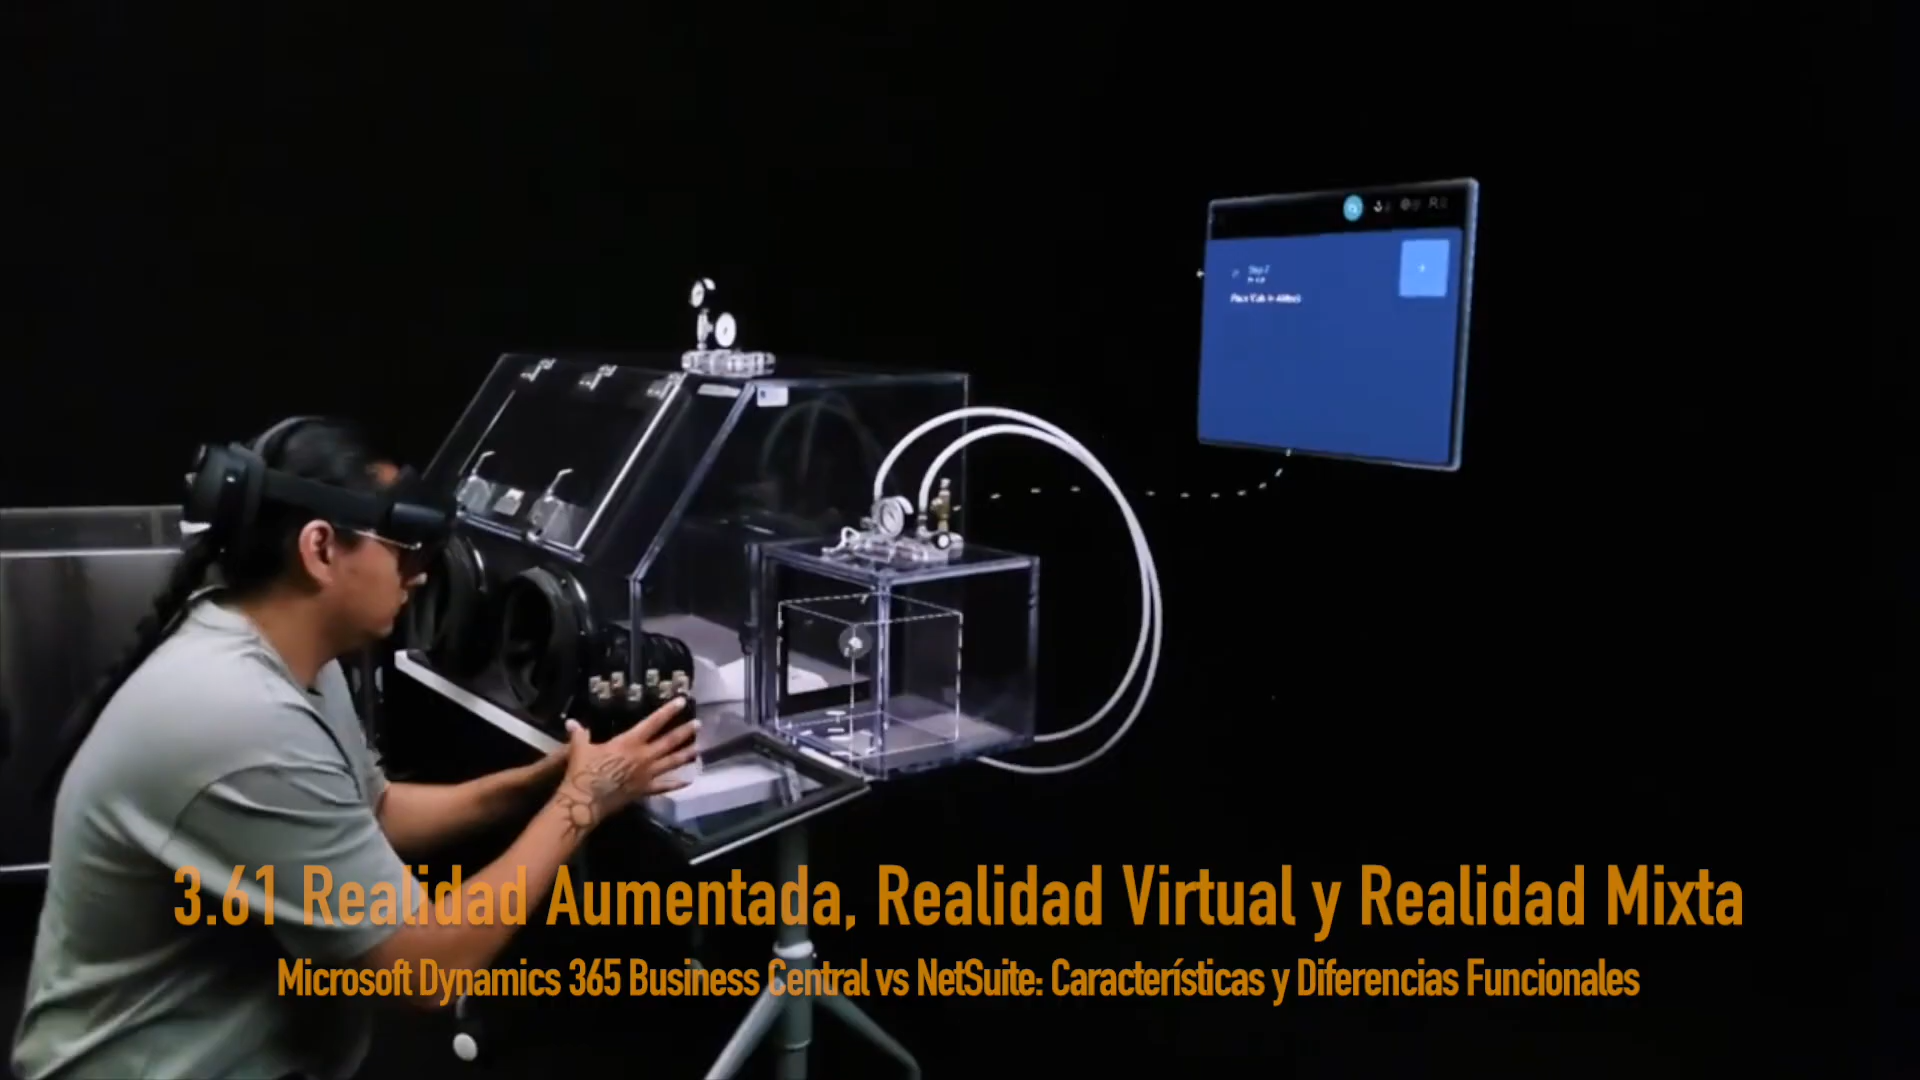 3.61 Realidad Aumentada, Realidad Virtual y Realidad Mixta
Microsoft Dynamics 365 Business Central vs NetSuite: Características y Diferencias Funcionales